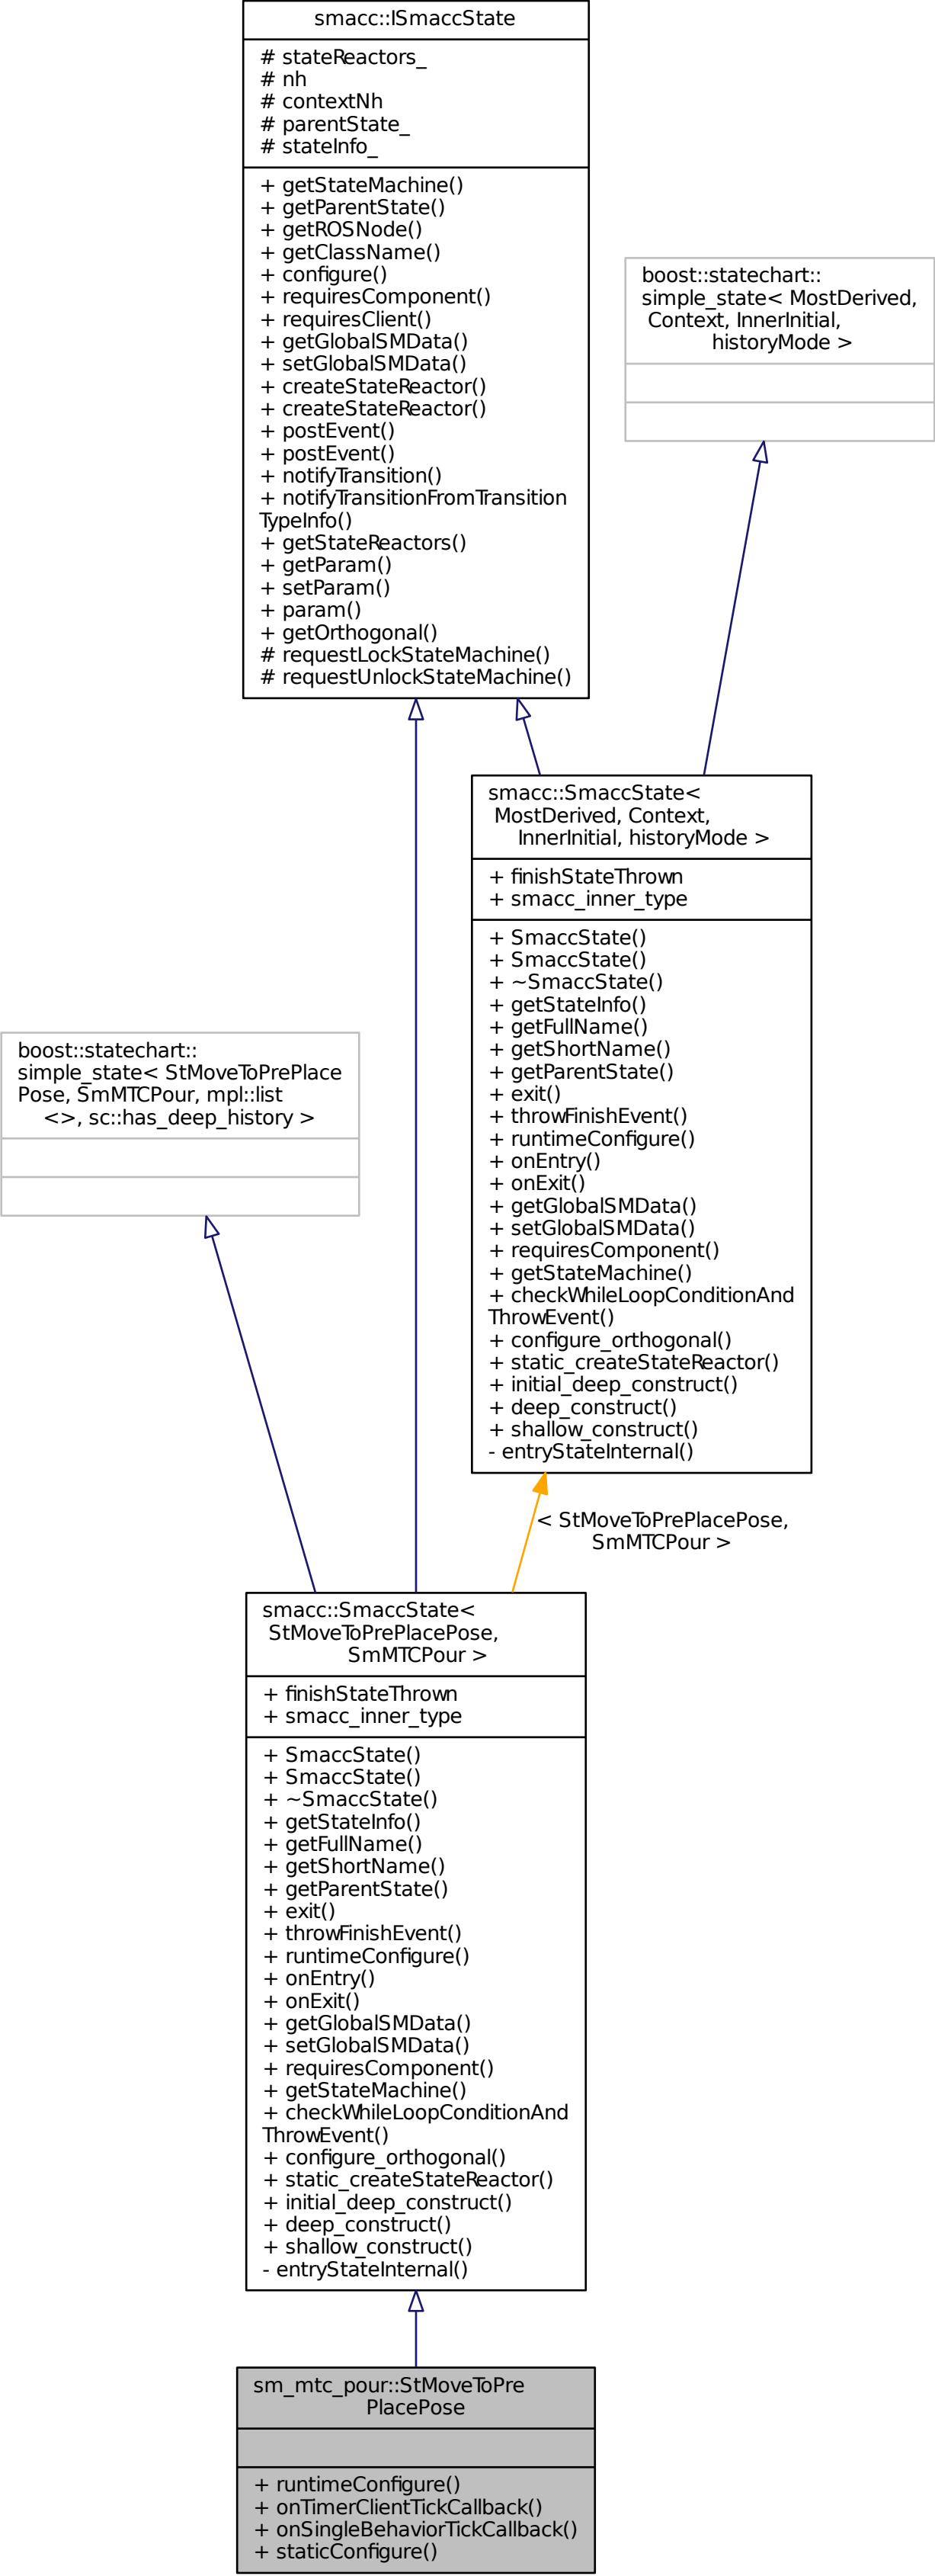 smacc::ISmaccState
# stateReactors_
# nh
# contextNh
# parentState_
# stateInfo_
+ getStateMachine()
+ getParentState()
+ getROSNode()
+ getClassName()
+ configure()
+ requiresComponent()
+ requiresClient()
+ getGlobalSMData()
+ setGlobalSMData()
+ createStateReactor()
+ createStateReactor()
+ postEvent()
+ postEvent()
+ notifyTransition()
+ notifyTransitionFromTransition
TypeInfo()
+ getStateReactors()
+ getParam()
+ setParam()
+ param()
+ getOrthogonal()
# requestLockStateMachine()
# requestUnlockStateMachine()
boost::statechart::
simple_state< MostDerived,
Context, InnerInitial,
historyMode >
smacc::SmaccState<
MostDerived, Context,
InnerInitial, historyMode >
+ finishStateThrown
+ smacc_inner_type
+ SmaccState()
+ SmaccState()
+ ~SmaccState()
+ getStateInfo()
+ getFullName()
+ getShortName()
+ getParentState()
+ exit()
+ throwFinishEvent()
+ runtimeConfigure()
+ onEntry()
+ onExit()
+ getGlobalSMData()
+ setGlobalSMData()
+ requiresComponent()
+ getStateMachine()
+ checkWhileLoopConditionAnd
ThrowEvent()
+ configure_orthogonal()
+ static_createStateReactor()
+ initial_deep_construct()
+ deep_construct()
+ shallow_construct()
- entryStateInternal()
boost::statechart::
simple_state< StMoveToPrePlace
Pose, SmMTCPour, mpl::list
<>, sc::has_deep_history >
< StMoveToPrePlacePose,
SmMTCPour >
smacc::SmaccState<
StMoveToPrePlacePose,
SmMTCPour >
+ finishStateThrown
+ smacc_inner_type
+ SmaccState()
+ SmaccState()
+ ~SmaccState()
+ getStateInfo()
+ getFullName()
+ getShortName()
+ getParentState()
+ exit()
+ throwFinishEvent()
+ runtimeConfigure()
+ onEntry()
+ onExit()
+ getGlobalSMData()
+ setGlobalSMData()
+ requiresComponent()
+ getStateMachine()
+ checkWhileLoopConditionAnd
ThrowEvent()
+ configure_orthogonal()
+ static_createStateReactor()
+ initial_deep_construct()
+ deep_construct()
+ shallow_construct()
- entryStateInternal()
sm_mtc_pour::StMoveToPre
PlacePose
+ runtimeConfigure()
+ onTimerClientTickCallback()
+ onSingleBehaviorTickCallback()
+ staticConfigure()